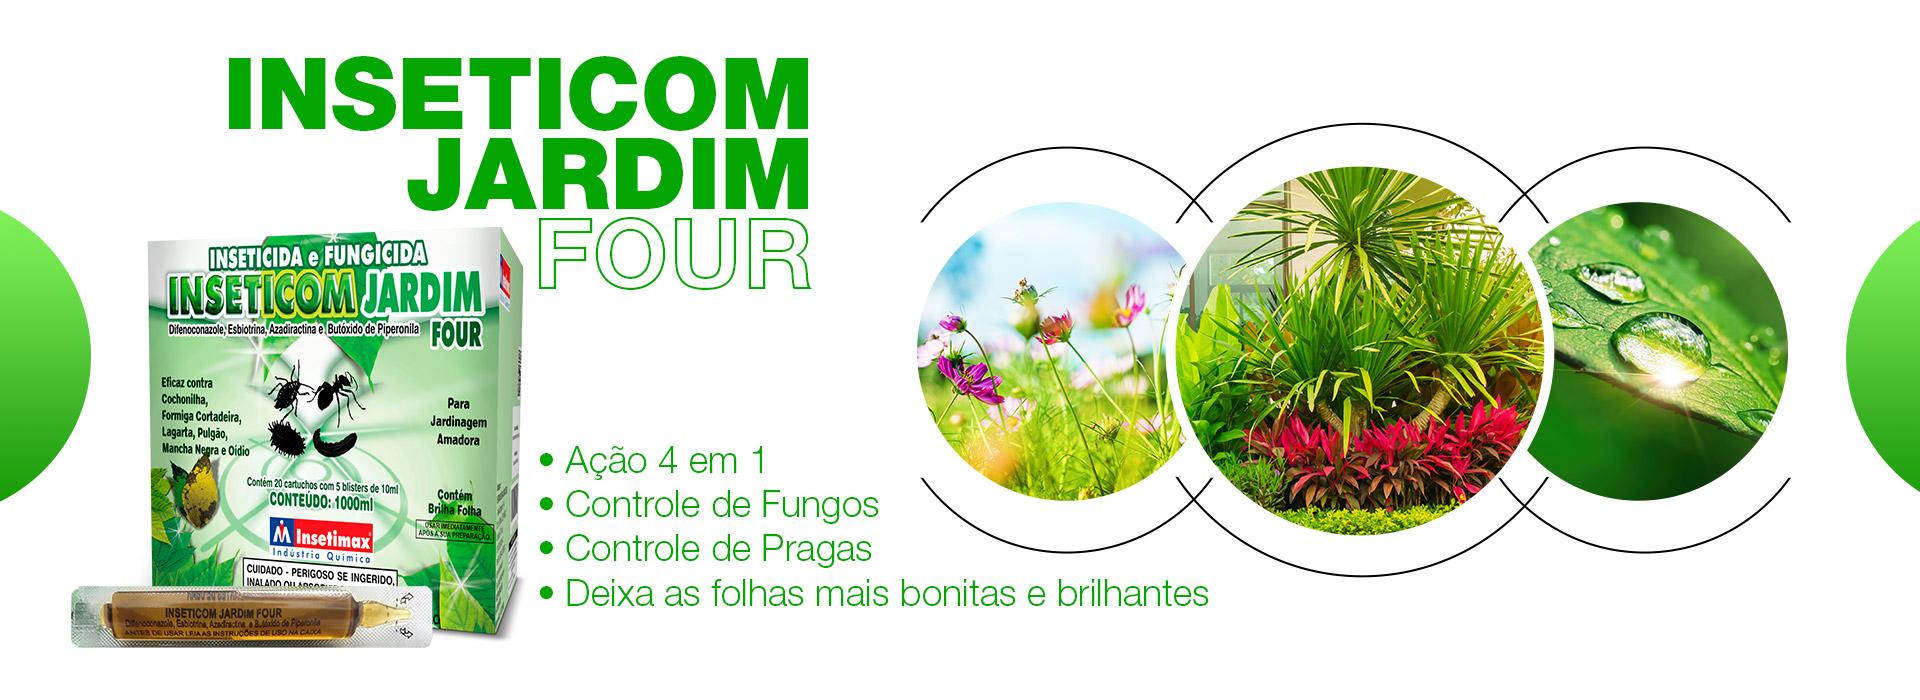 INSETICOM
JARDIM
FOUR
INSETICIDA e FUNGICIDA
INSETICOM JARDIM
Difenoconazole, Esbiotrina, Azadiractina e Butóxido de Piperonila
FOUR
Eficaz contra
Cochonilha,
Formiga Cortadeira,
Lagarta, Pulgão,
Mancha Negra e Oídio
Para
Jardinagem
Amadora
Contém 20 cartuchos com 5 blisters de 10ml
CONTEÚDO: 1000ml
Contém
Brilha Folha
USAR IMEDIATAMENTE
APÓS A SUA PREPARAÇÃO.
Insetimax
Indústria Química
CUIDADO - PERIGOSO SE INGERIDO,
INALADO OU
INSETICOM JARDIM FOUR
Difenoconazole, Esbiotrina, Azadiractina e Butóxido de Piperonila
ANTES DE USAR LEIA AS INSTRUÇÕES DE USO NA CAIXA
• Ação 4 em 1
• Controle de Fungos
• Controle de Pragas
• Deixa as folhas mais bonitas e brilhantes